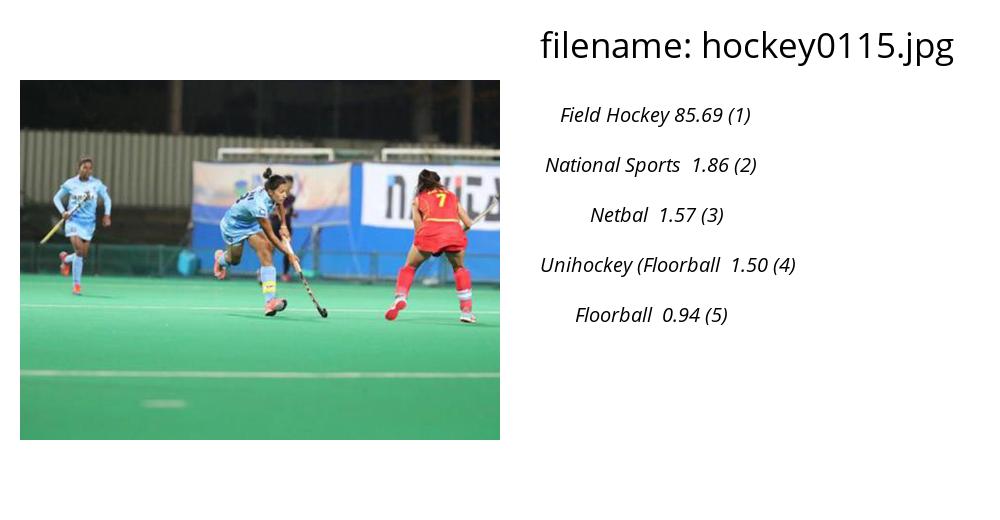 filename: hockey0115.jpg
Field Hockey 85.69 (1)
National Sports 1.86 (2)
Netbal 1.57 (3)
Unihockey (Floorball 1.50 (4)
Floorball 0.94 (5)
7